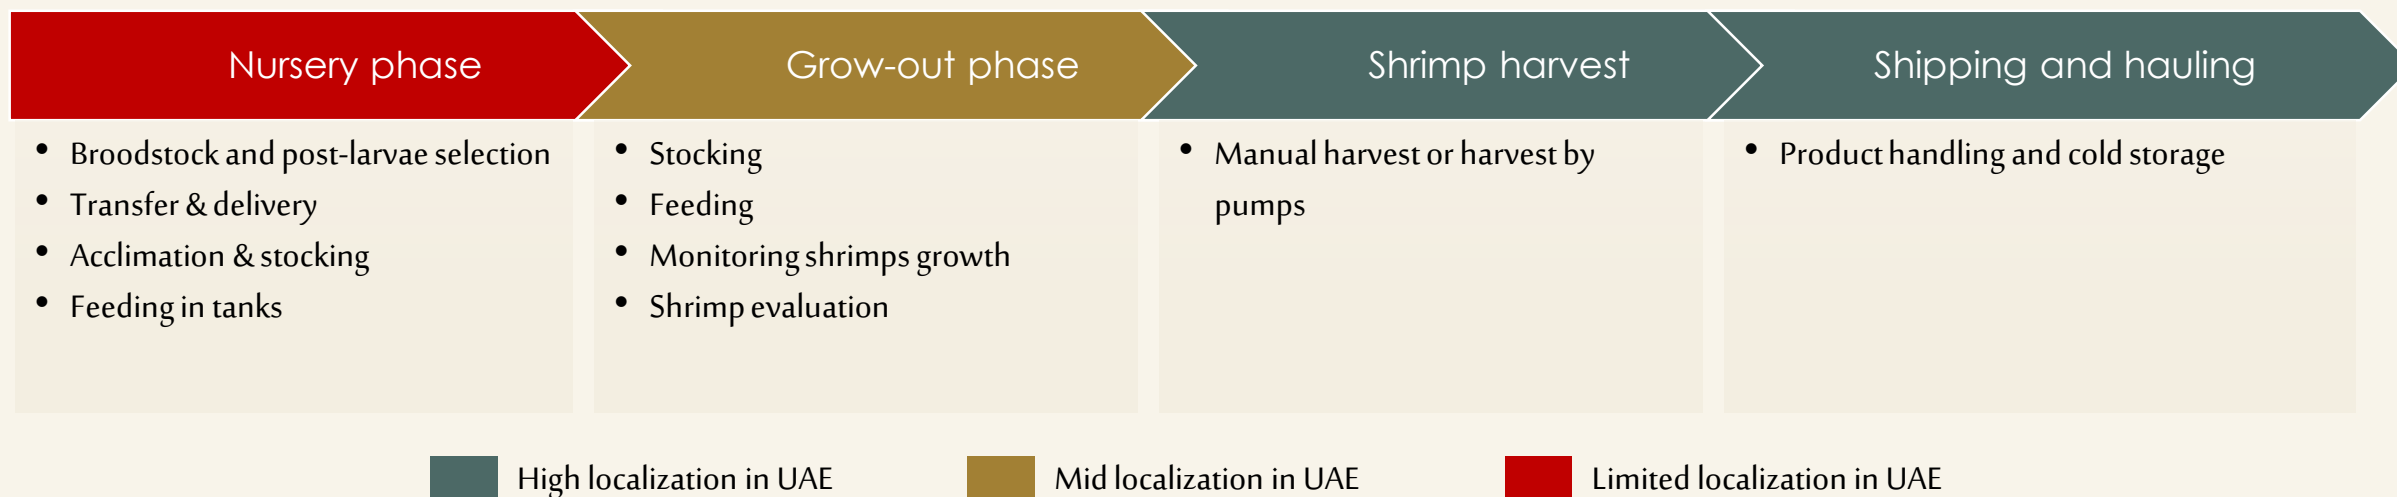 Nursery phase
Grow-out phase
Shrimp harvest
Shipping and hauling
• Broodstock and post-larvae selection
• Transfer & delivery
• Acclimation & stocking
• Feeding in tanks
• Stocking
• Feeding
• Monitoring shrimps growth
• Shrimp evaluation
• Manual harvest or harvest by
pumps
• Product handling and cold storage
High localization in UAE
Mid localization in UAE
Limited localization in UAE